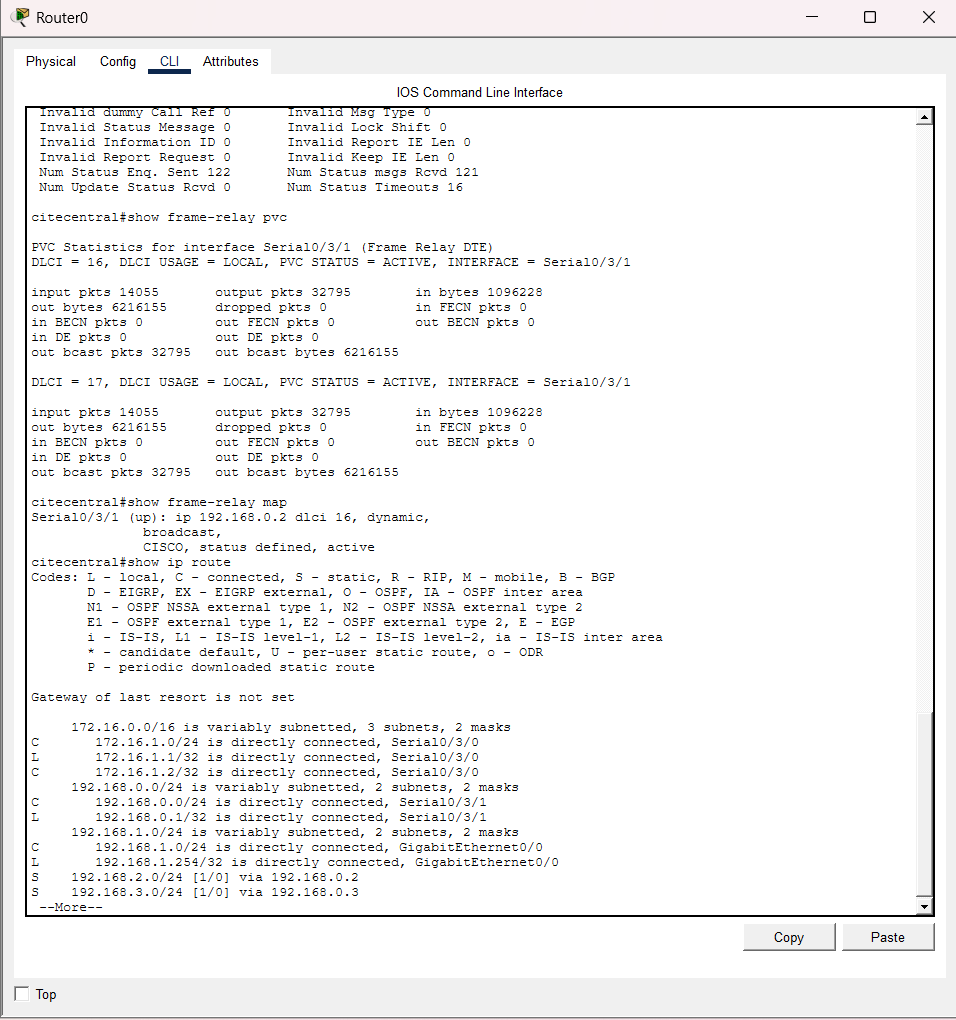 Router0
Physical Config CLI Attributes
IOS Command Line Interface
Invalid dummy Call Ref 0 Invalid Msg Type 0
Invalid Status Message 0 Invalid Lock Shift 0
Invalid Information ID 0 Invalid Report IE Len 0
Invalid Report Request 0 Invalid Keep IE Len 0
Num Status Enq. Sent 122 Num Status msgs Rcvd 121
Num Update Status Rcvd 0 Num Status Timeouts 16
citecentral#show frame-relay pvc
PVC Statistics for interface Serial0/3/1 (Frame Relay DTE)
DLCI = 16, DLCI USAGE = LOCAL, PVC STATUS = ACTIVE, INTERFACE = Serial0/3/1
input pkts 14055 output pkts 32795 in bytes 1096228
out bytes 6216155 dropped pkts 0 in FECN pkts 0
in BECN pkts 0 out FECN pkts 0 out BECN pkts 0
in DE pkts 0 out DE pkts 0
out bcast pkts 32795 out bcast bytes 6216155
DLCI = 17, DLCI USAGE = LOCAL, PVC STATUS = ACTIVE, INTERFACE = Serial0/3/1
input pkts 14055 output pkts 32795 in bytes 1096228
out bytes 6216155 dropped pkts 0 in FECN pkts 0
in BECN pkts 0 out FECN pkts 0 out BECN pkts 0
in DE pkts 0 out DE pkts 0
out bcast pkts 32795 out bcast bytes 6216155
citecentral#show frame-relay map
Serial0/3/1 (up): ip 192.168.0.2 dlci 16, dynamic,
broadcast,
CISCO, status defined, active
citecentral#show ip route
Codes: L - local, C - connected, S - static, R - RIP, M - mobile, B - BGP
D - EIGRP, EX - EIGRP external, O - OSPF, IA - OSPF inter area
N1 - OSPF NSSA external type 1, N2 - OSPF NSSA external type 2
E1 - OSPF external type 1, E2 - OSPF external type 2, E - EGP
i - IS-IS, L1 - IS-IS level-1, L2 - IS-IS level-2, ia - IS-IS inter area
* - candidate default, U - per-user static route, o - ODR
P - periodic downloaded static route
Gateway of last resort is not set
172.16.0.0/16 is variably subnetted, 3 subnets, 2 masks
C 172.16.1.0/24 is directly connected, Serial0/3/0
L 172.16.1.1/32 is directly connected, Serial0/3/0
C 172.16.1.2/32 is directly connected, Serial0/3/0
192.168.0.0/24 is variably subnetted, 2 subnets, 2 masks
C 192.168.0.0/24 is directly connected, Serial0/3/1
L 192.168.0.1/32 is directly connected, Serial0/3/1
192.168.1.0/24 is variably subnetted, 2 subnets, 2 masks
C 192.168.1.0/24 is directly connected, GigabitEthernet0/0
L 192.168.1.254/32 is directly connected, GigabitEthernet0/0
S 192.168.2.0/24 [1/0] via 192.168.0.2
S 192.168.3.0/24 [1/0] via 192.168.0.3
--More--
Copy Paste
Top